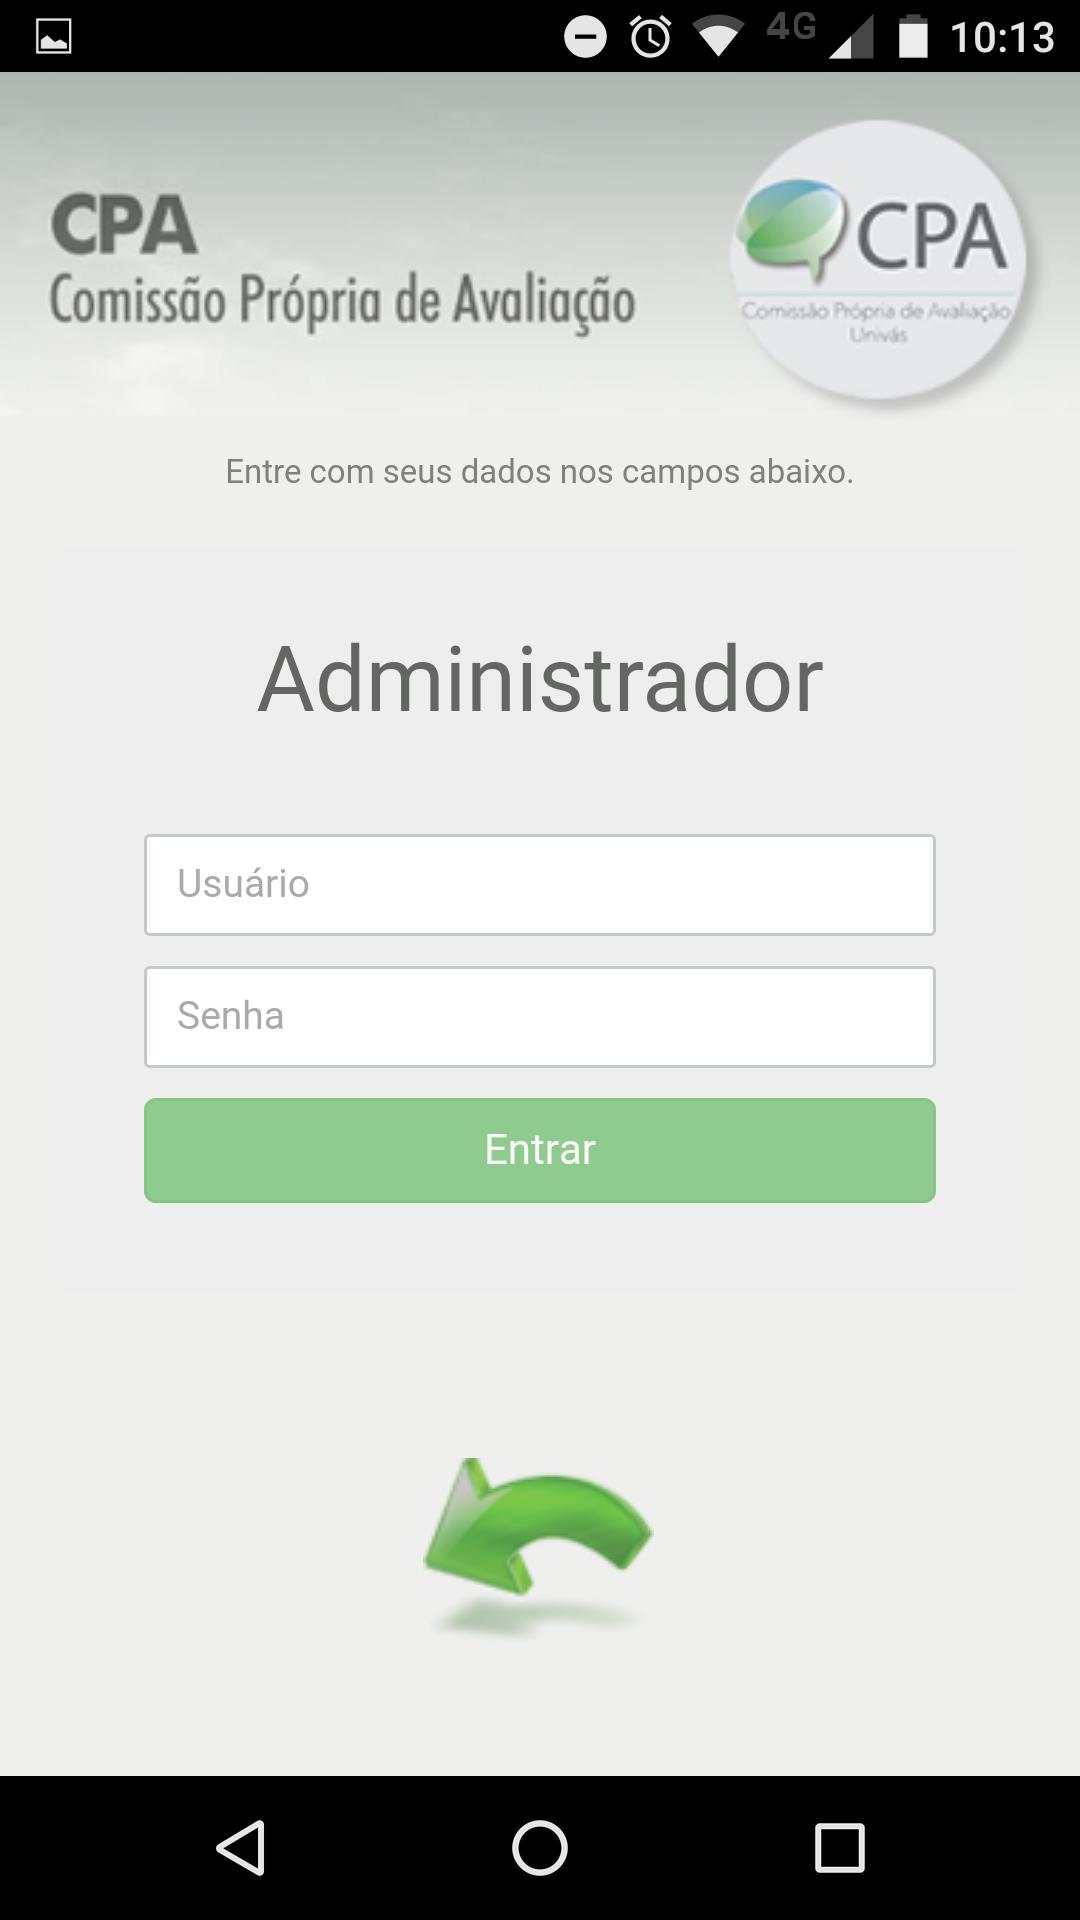 4G 10:13
CPA
Comissão Própria de Avaliação
CPA
Comissão Própria de Avaliação
Univás
Entre com seus dados nos campos abaixo.
Administrador
Usuário
Senha
Entrar